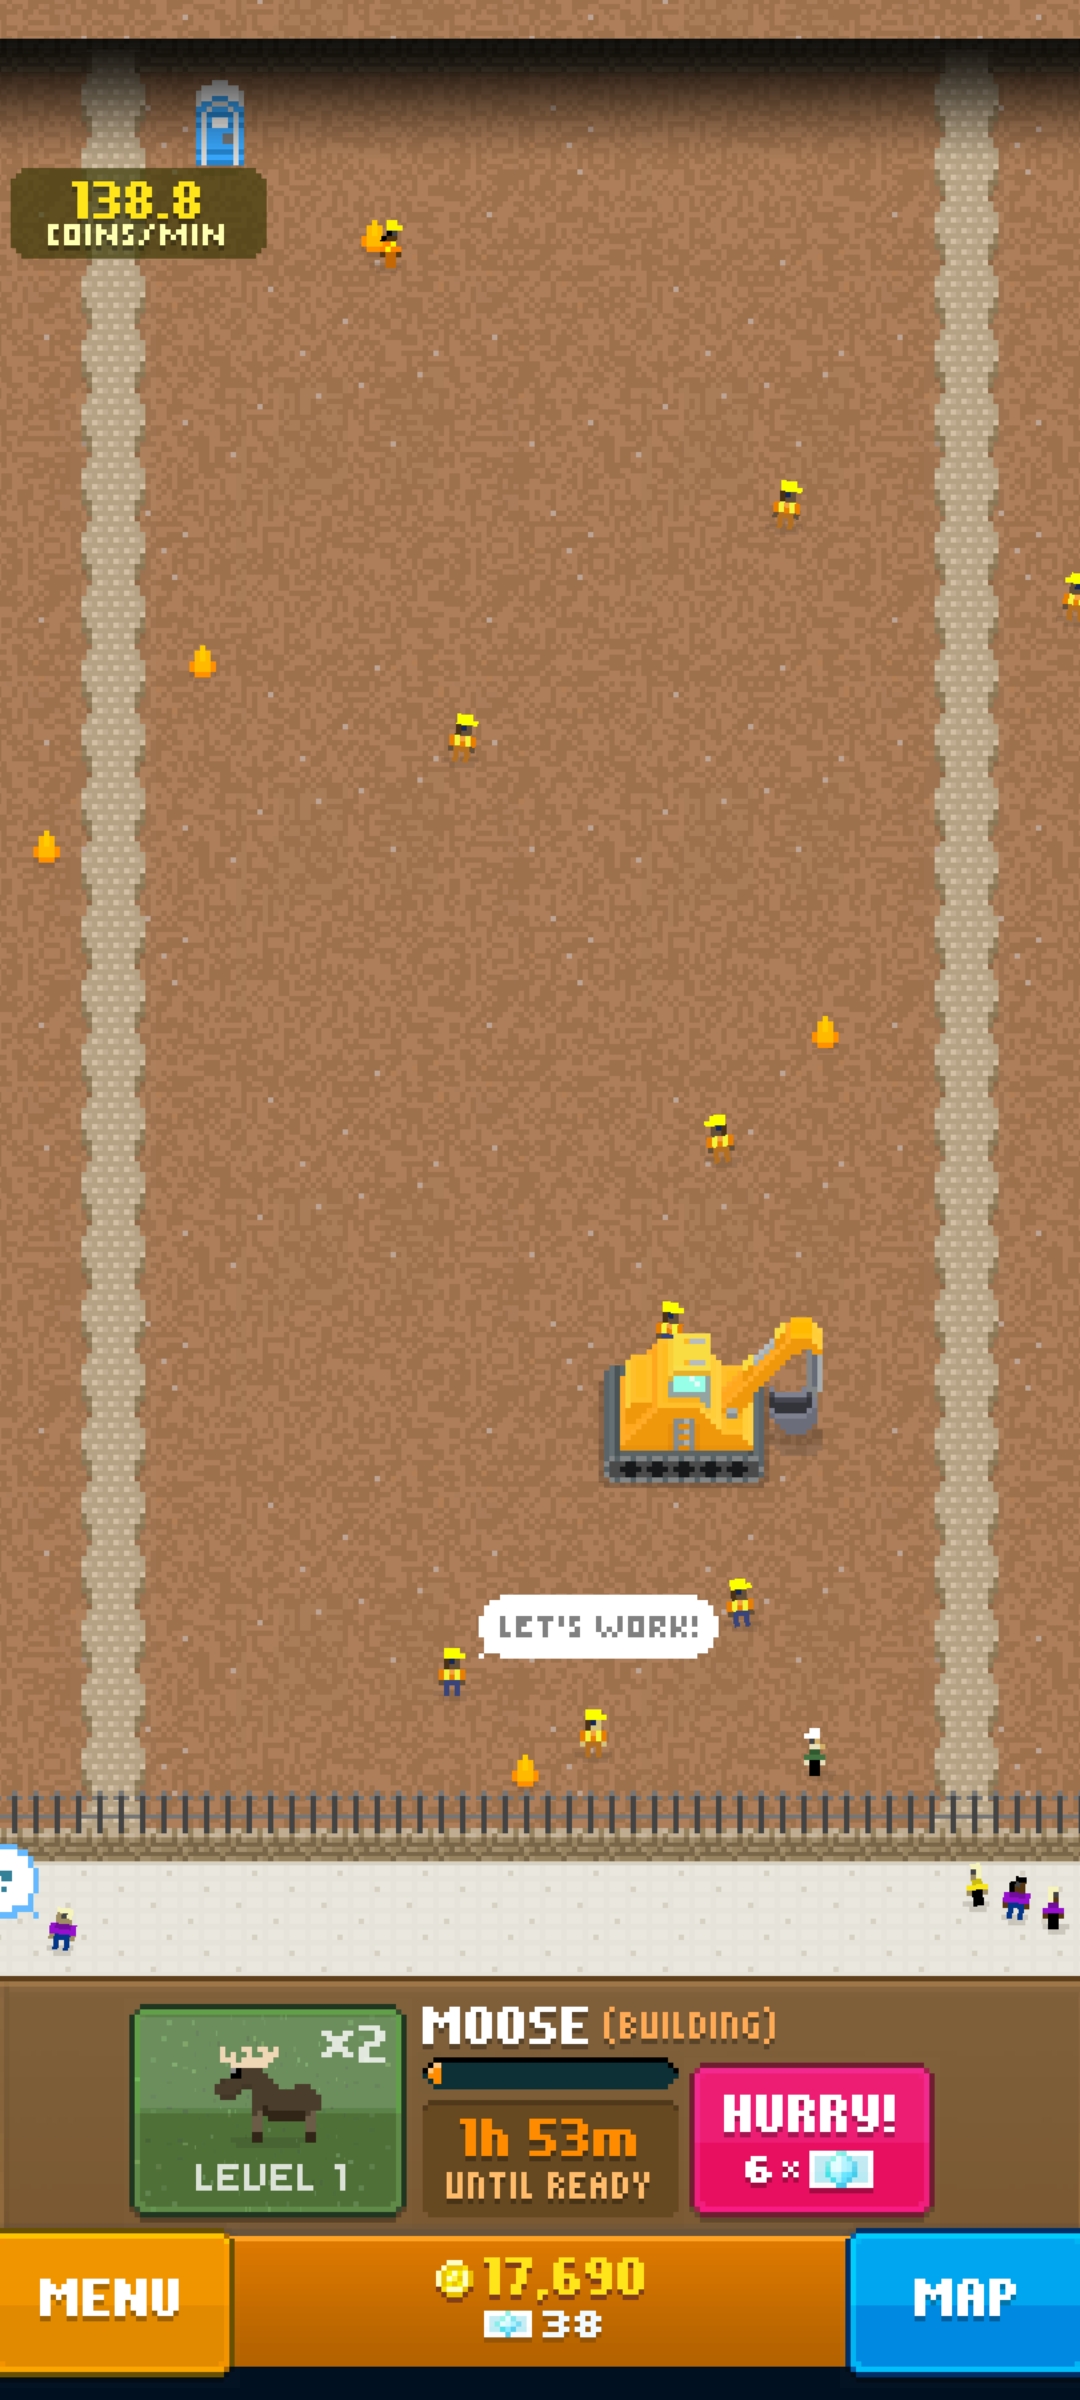 138.8
COINS/MIN
LET'S WORK!
MOOSE (BUILDING)
x2
LEVEL 1
1h 53m
UNTIL READY
HURRY!
6 x
MENU
17,690
38
MAP